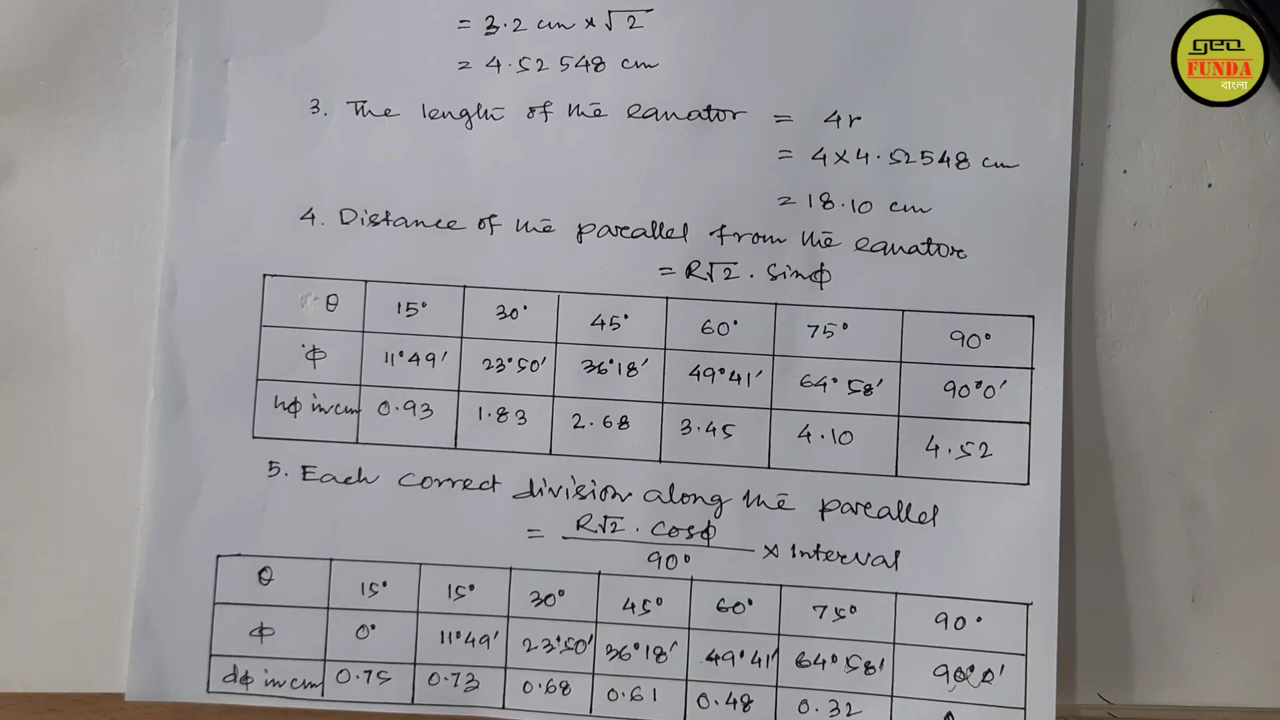 = 3.2 cm × √2
= 4.52548 cm
3. The lenght of the equator = 4r
= 4×4.52548 cm
= 18.10 cm
4. Distance of the parallel from the equator
= R√2 . sinφ
θ 15° 30° 45° 60° 75° 90°
φ 11°49' 23°50' 36°18' 49°41' 64°58' 90°0'
hφ in cm 0.93 1.83 2.68 3.45 4.10 4.52
5. Each correct division along the parallel
= R√2 . cosφ / 90° × Interval
θ 15° 15° 30° 45° 60° 75° 90°
φ 0° 11°49' 23°50' 36°18' 49°41' 64°58' 90°0'
dφ in cm 0.75 0.73 0.68 0.61 0.48 0.32
geo
FUNDA
বাংলা